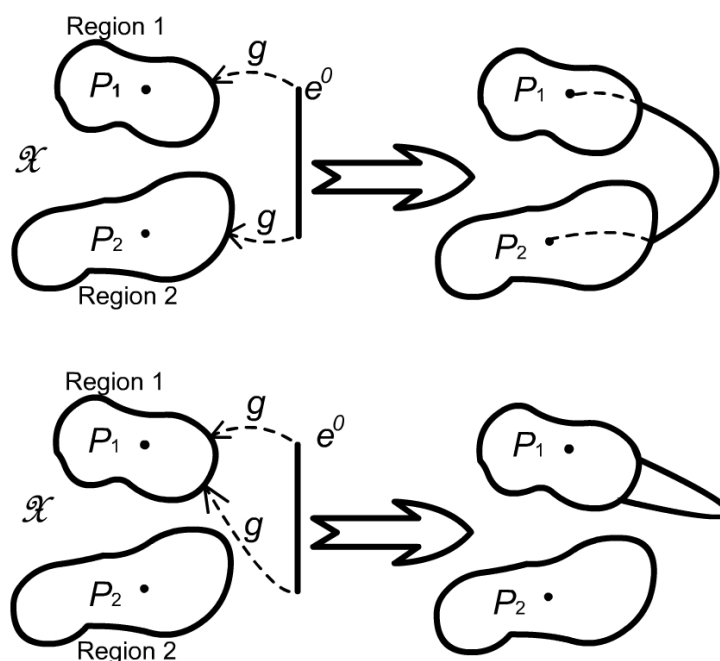 Region 1
g
P₁
e⁰
P₁
𝒳
g
P₂
P₂
Region 2
Region 1
g
P₁
e⁰
P₁
𝒳
g
P₂
P₂
Region 2